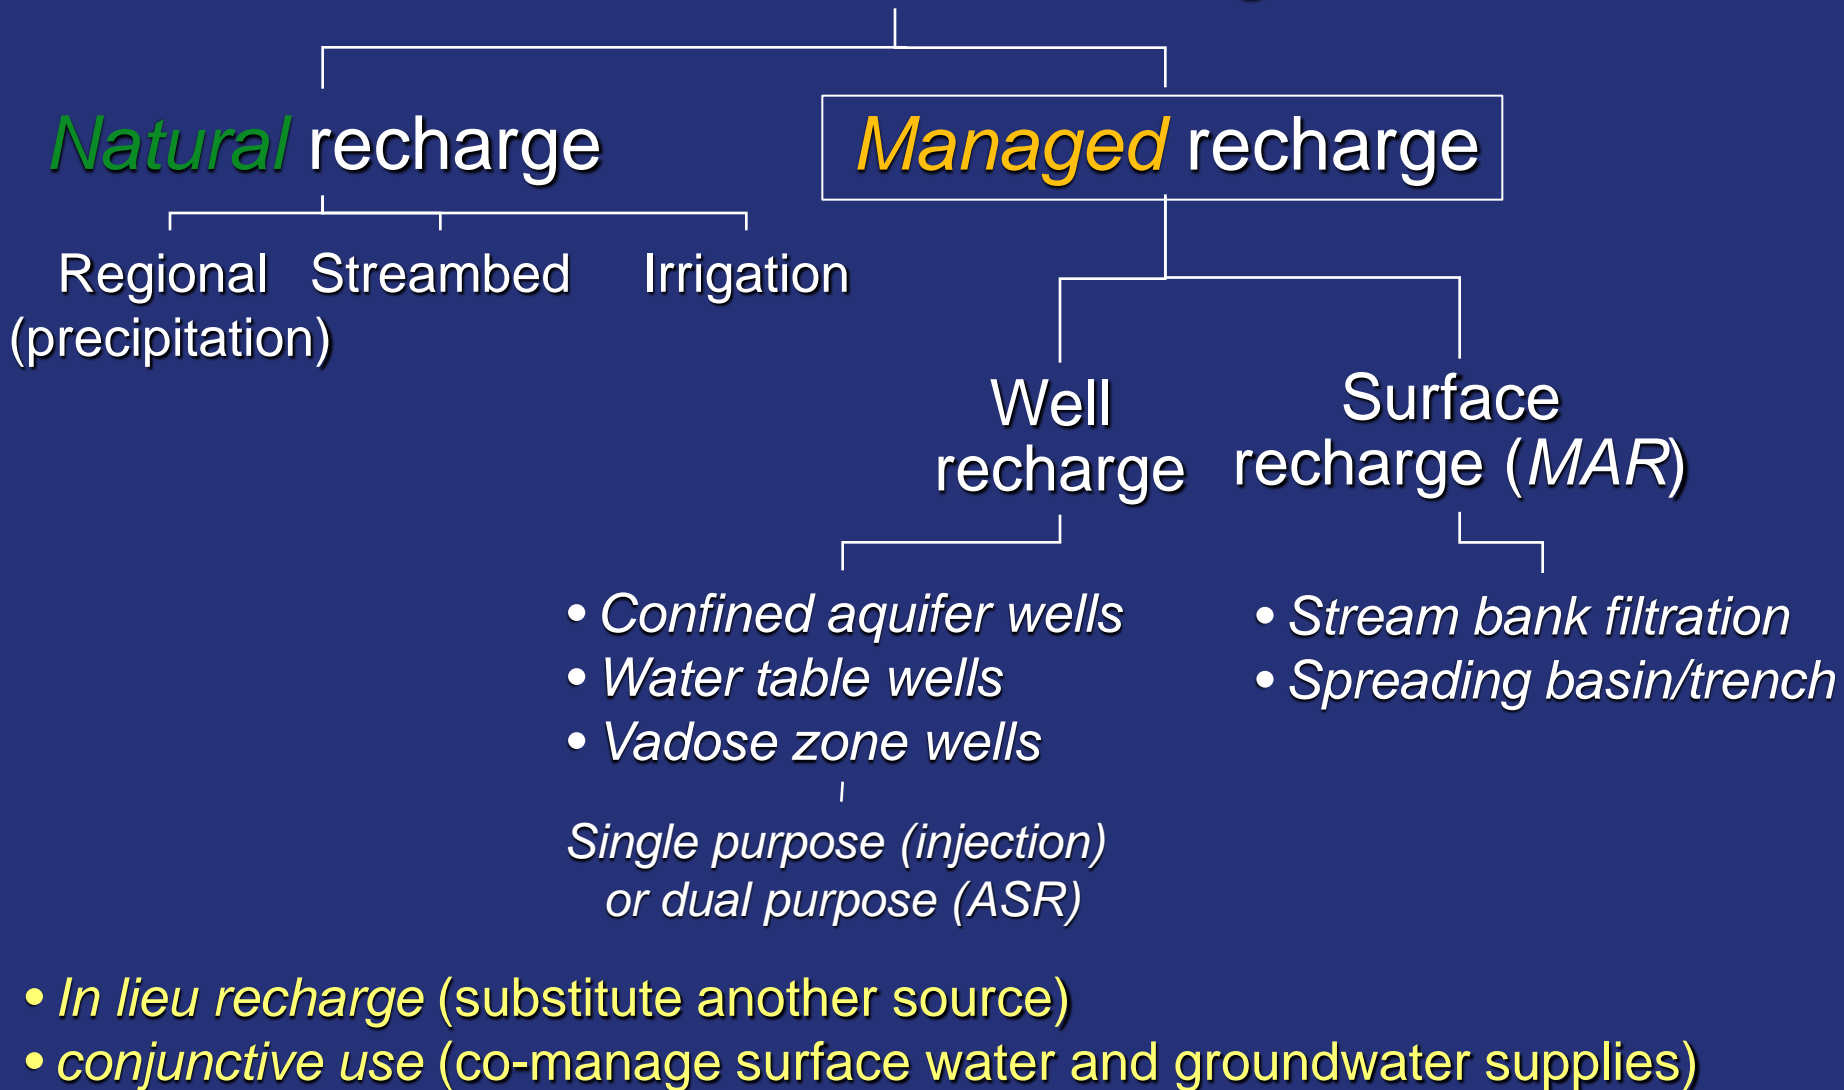 Natural recharge
Managed recharge
Regional
(precipitation)
Streambed
Irrigation
Well
recharge
Surface
recharge (MAR)
• Confined aquifer wells
• Water table wells
• Vadose zone wells
Single purpose (injection)
or dual purpose (ASR)
• Stream bank filtration
• Spreading basin/trench
• In lieu recharge (substitute another source)
• conjunctive use (co-manage surface water and groundwater supplies)